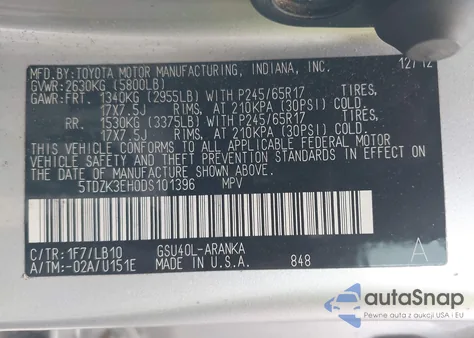 MFD.BY:TOYOTA MOTOR MANUFACTURING, INDIANA, INC. 12/12
GVWR:2630KG (5800LB)
GAWR:FRT. 1340KG (2955LB) WITH P245/65R17 TIRES,
17X7.5J RIMS, AT 210KPA (30PSI) COLD.
RR. 1530KG (3375LB) WITH P245/65R17 TIRES,
17X7.5J RIMS, AT 210KPA (30PSI) COLD.
THIS VEHICLE CONFORMS TO ALL APPLICABLE FEDERAL MOTOR
VEHICLE SAFETY AND THEFT PREVENTION STANDARDS IN EFFECT ON
THE DATE OF MANUFACTURE SHOWN ABOVE.
5TDZK3EH0DS101396 MPV
C/TR:1F7/LB10 GSU40L-ARANKA
A/TM:-02A/U151E MADE IN U.S.A. 848
A
autoSnap
Pewne auta z USA i EU